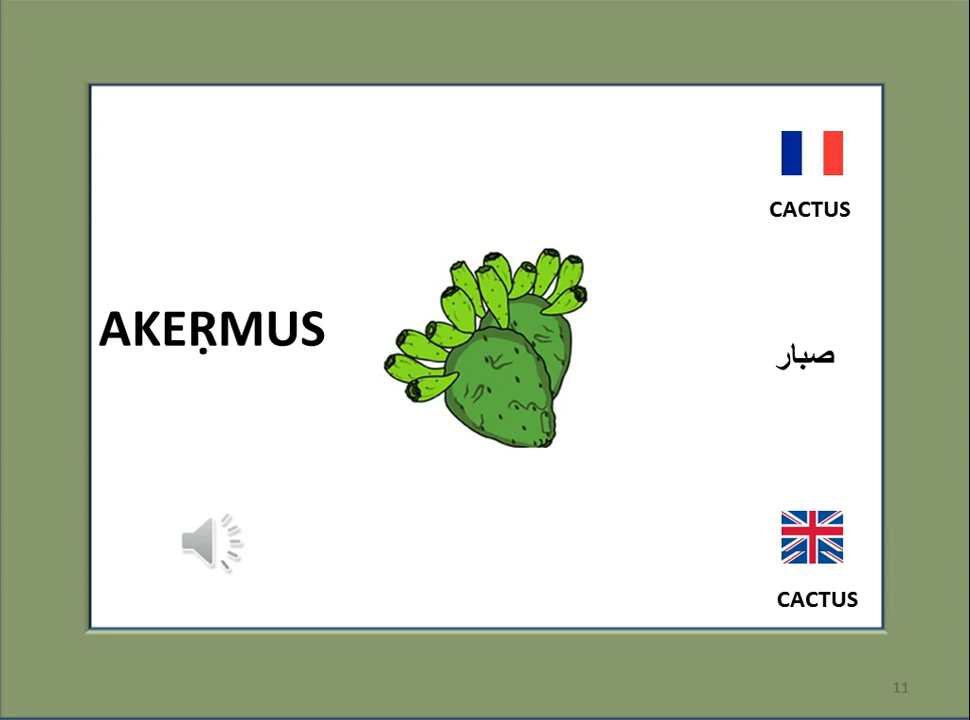 CACTUS
AKEṚMUS
صبار
CACTUS
11